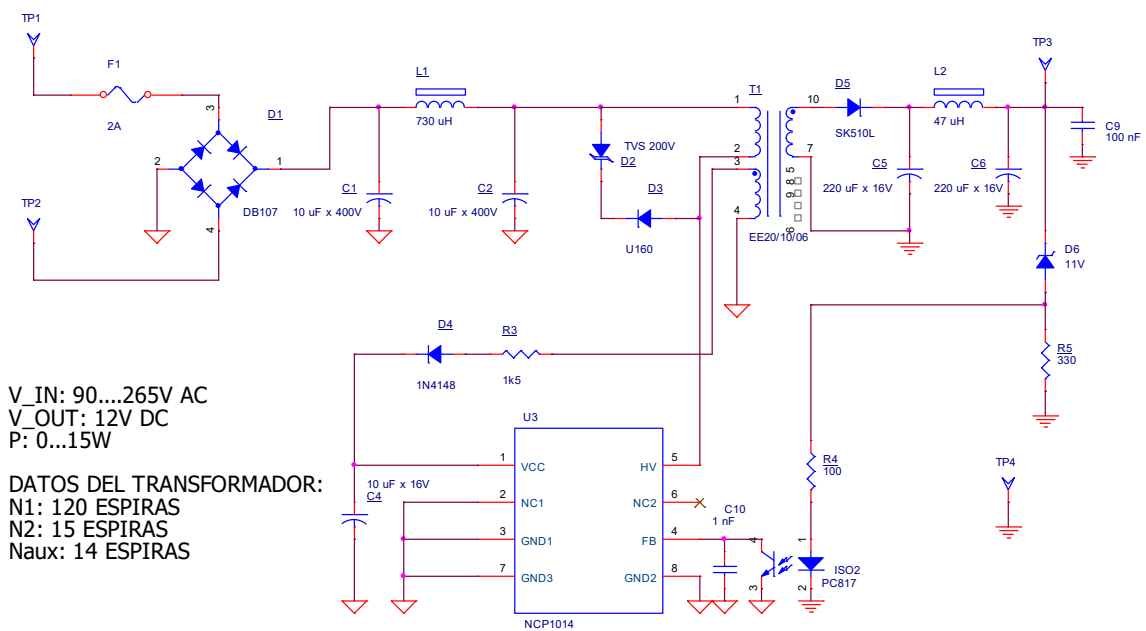 TP1
F1
2A
3
D1
2
1
DB107
4
TP2
L1
730 uH
C1
10 uF x 400V
C2
10 uF x 400V
TVS 200V
D2
D3
U160
T1
1
2
3
4
10
7
5
8
9
6
EE20/10/06
D5
SK510L
L2
47 uH
C5
220 uF x 16V
C6
220 uF x 16V
TP3
C9
100 nF
D6
11V
R5
330
D4
1N4148
R3
1k5
V_IN: 90....265V AC
V_OUT: 12V DC
P: 0...15W
DATOS DEL TRANSFORMADOR:
N1: 120 ESPIRAS
N2: 15 ESPIRAS
Naux: 14 ESPIRAS
10 uF x 16V
C4
U3
1
VCC
HV
5
2
NC1
NC2
6
3
GND1
FB
4
7
GND3
GND2
8
NCP1014
C10
1 nF
4
3
R4
100
1
2
ISO2
PC817
TP4